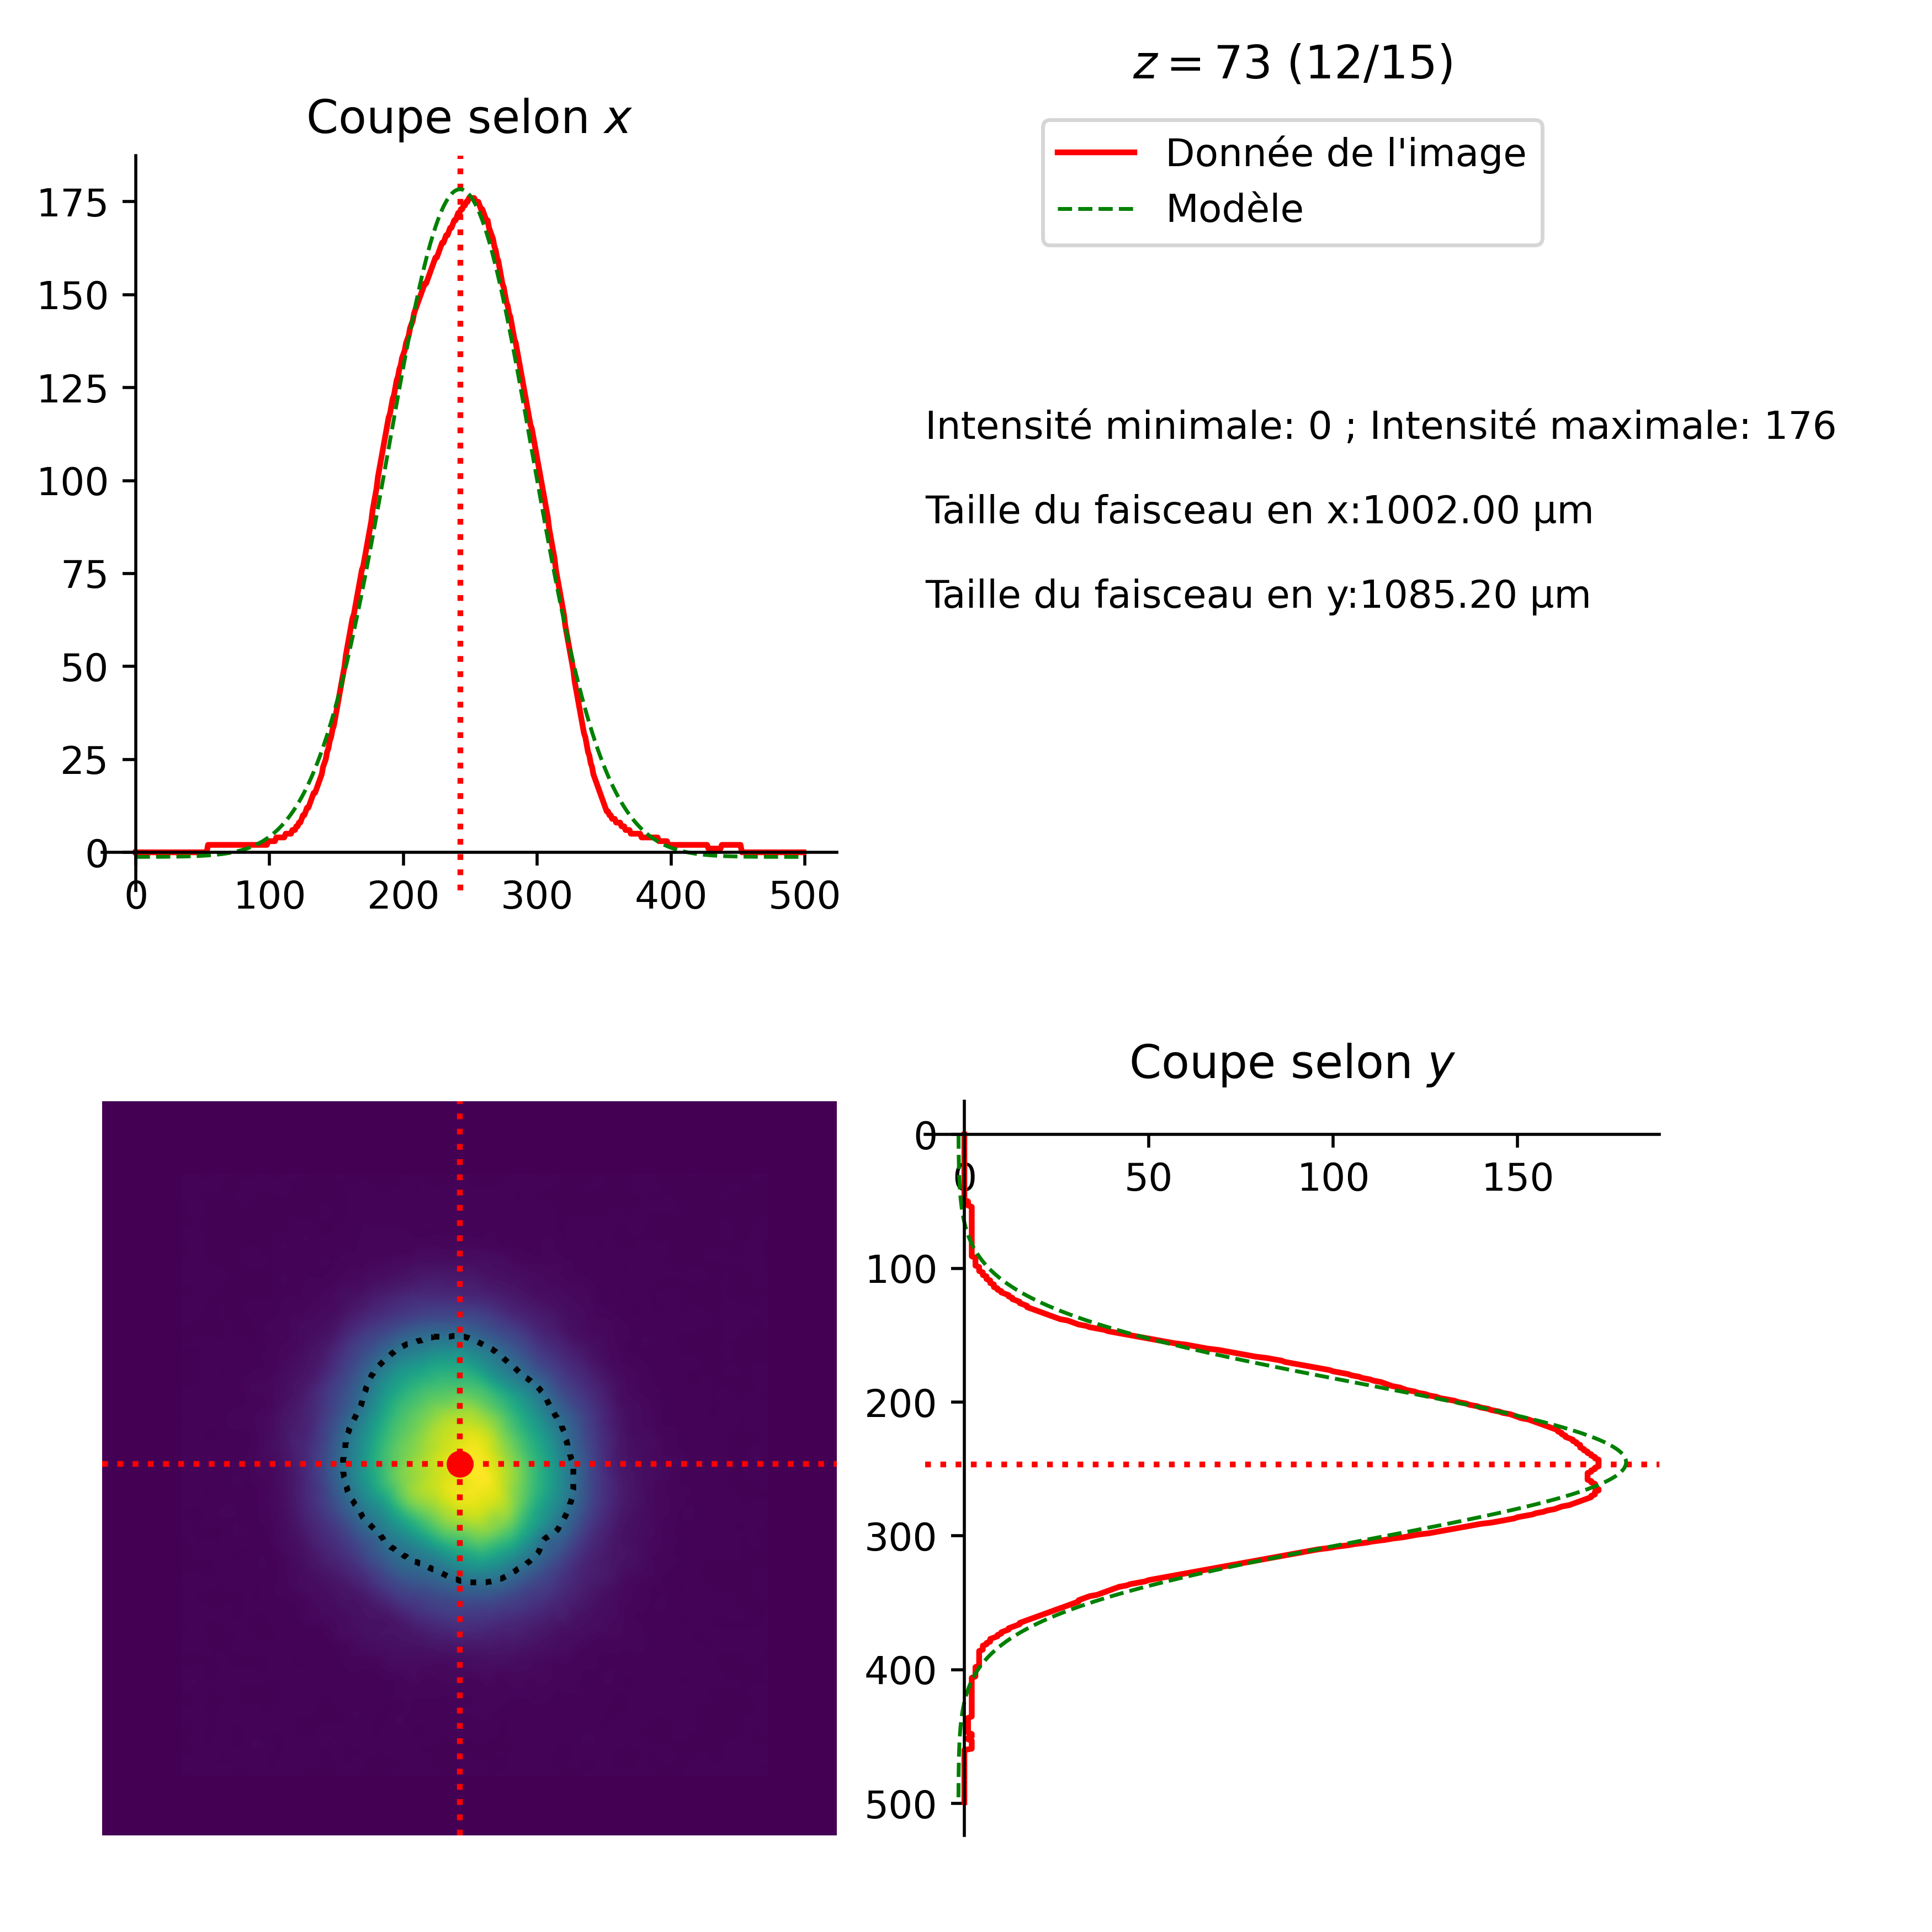 z = 73 (12/15)
Coupe selon x
Donnée de l'image
Modèle
175
150
125
100
75
50
25
0
0 100 200 300 400 500
Intensité minimale: 0 ; Intensité maximale: 176
Taille du faisceau en x:1002.00 µm
Taille du faisceau en y:1085.20 µm
Coupe selon y
0
0 50 100 150
100
200
300
400
500